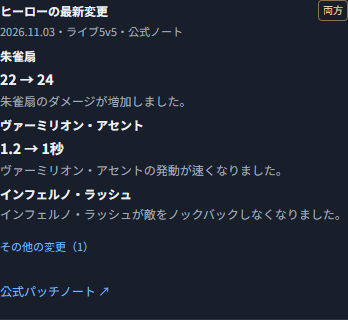 ヒーローの最新変更
両方
2026.11.03・ライブ5v5・公式ノート
朱雀扇
22 → 24
朱雀扇のダメージが増加しました。
ヴァーミリオン・アセント
1.2 → 1秒
ヴァーミリオン・アセントの発動が速くなりました。
インフェルノ・ラッシュ
インフェルノ・ラッシュが敵をノックバックしなくなりました。
その他の変更（1）
公式パッチノート ↗